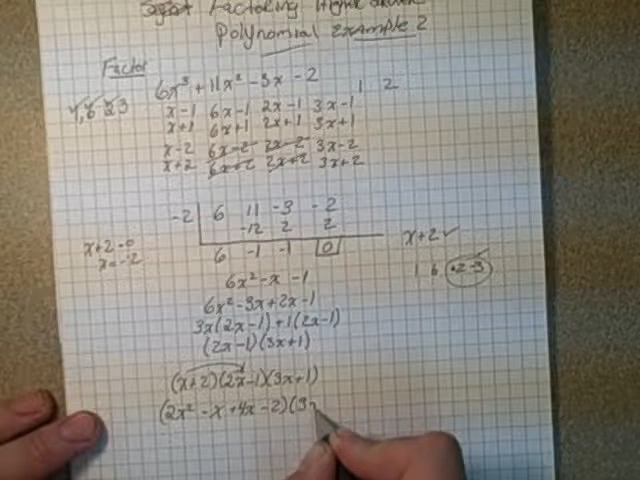 Factoring Higher Order
Polynomial Example 2
Factor
6x³ + 11x² - 3x - 2
1 2
1,6 2 3
x-1 6x-1 2x-1 3x-1
x+1 6x+1 2x+1 3x+1
x-2 6x-2 2x-2 3x-2
x+2 6x+2 2x+2 3x+2
-2 | 6 11 -3 -2
-12 2 2
6 -1 -1 0
x+2=0
x=-2
x+2 ✓
1 6 2 -3
6x² - x - 1
6x² - 3x + 2x - 1
3x(2x-1) + 1(2x-1)
(2x-1)(3x+1)
(x+2)(2x-1)(3x+1)
(2x² - x + 4x - 2)(3x